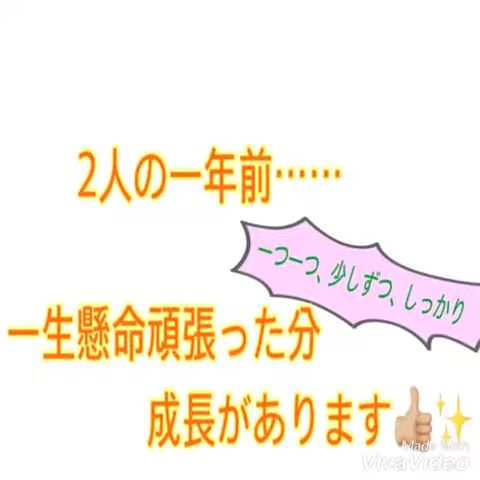 2人の一年前……
一つ一つ、少しずつ、しっかり
一生懸命頑張った分
成長があります👍🏼✨
Made With
VivaVideo